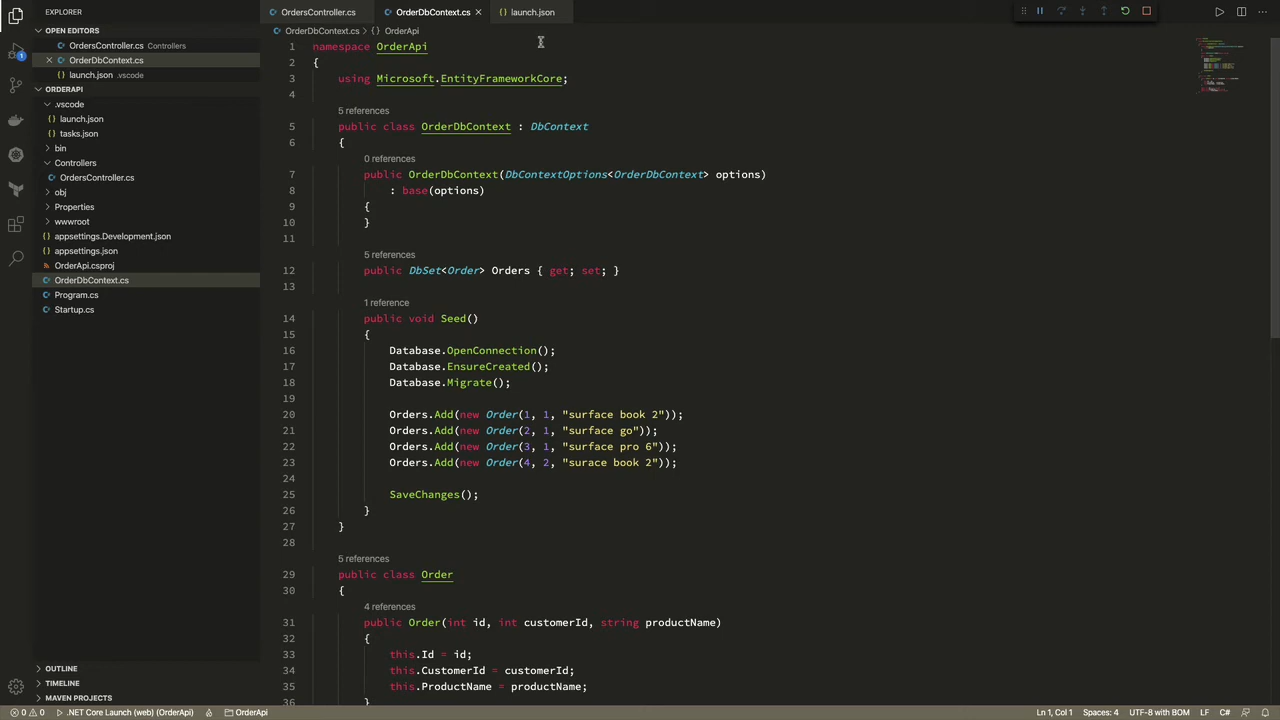 EXPLORER
OPEN EDITORS
OrdersController.cs Controllers
OrderDbContext.cs
launch.json .vscode
ORDERAPI
.vscode
launch.json
tasks.json
bin
Controllers
OrdersController.cs
obj
Properties
wwwroot
appsettings.Development.json
appsettings.json
OrderApi.csproj
OrderDbContext.cs
Program.cs
Startup.cs
OUTLINE
TIMELINE
MAVEN PROJECTS
1
OrdersController.cs OrderDbContext.cs launch.json
OrderDbContext.cs > {} OrderApi
1 namespace OrderApi
2 {
3 using Microsoft.EntityFrameworkCore;
4
5 references
5 public class OrderDbContext : DbContext
6 {
0 references
7 public OrderDbContext(DbContextOptions<OrderDbContext> options)
8 : base(options)
9 {
10 }
11
5 references
12 public DbSet<Order> Orders { get; set; }
13
1 reference
14 public void Seed()
15 {
16 Database.OpenConnection();
17 Database.EnsureCreated();
18 Database.Migrate();
19
20 Orders.Add(new Order(1, 1, "surface book 2"));
21 Orders.Add(new Order(2, 1, "surface go"));
22 Orders.Add(new Order(3, 1, "surface pro 6"));
23 Orders.Add(new Order(4, 2, "surace book 2"));
24
25 SaveChanges();
26 }
27 }
28
5 references
29 public class Order
30 {
4 references
31 public Order(int id, int customerId, string productName)
32 {
33 this.Id = id;
34 this.CustomerId = customerId;
35 this.ProductName = productName;
36 }
0 0 .NET Core Launch (web) (OrderApi) OrderApi Ln 1, Col 1 Spaces: 4 UTF-8 with BOM LF C#